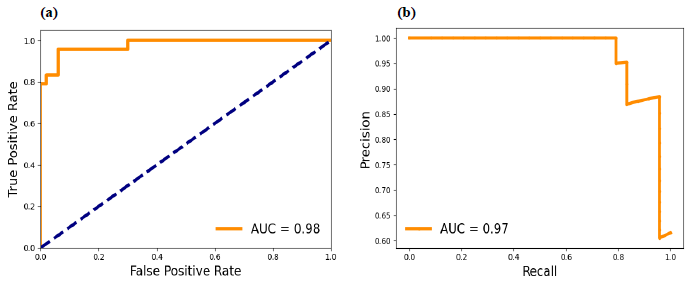 (a)
True Positive Rate
1.0
0.8
0.6
0.4
0.2
0.0
0.0 0.2 0.4 0.6 0.8 1.0
False Positive Rate
AUC = 0.98
(b)
Precision
1.00
0.95
0.90
0.85
0.80
0.75
0.70
0.65
0.60
0.0 0.2 0.4 0.6 0.8 1.0
Recall
AUC = 0.97